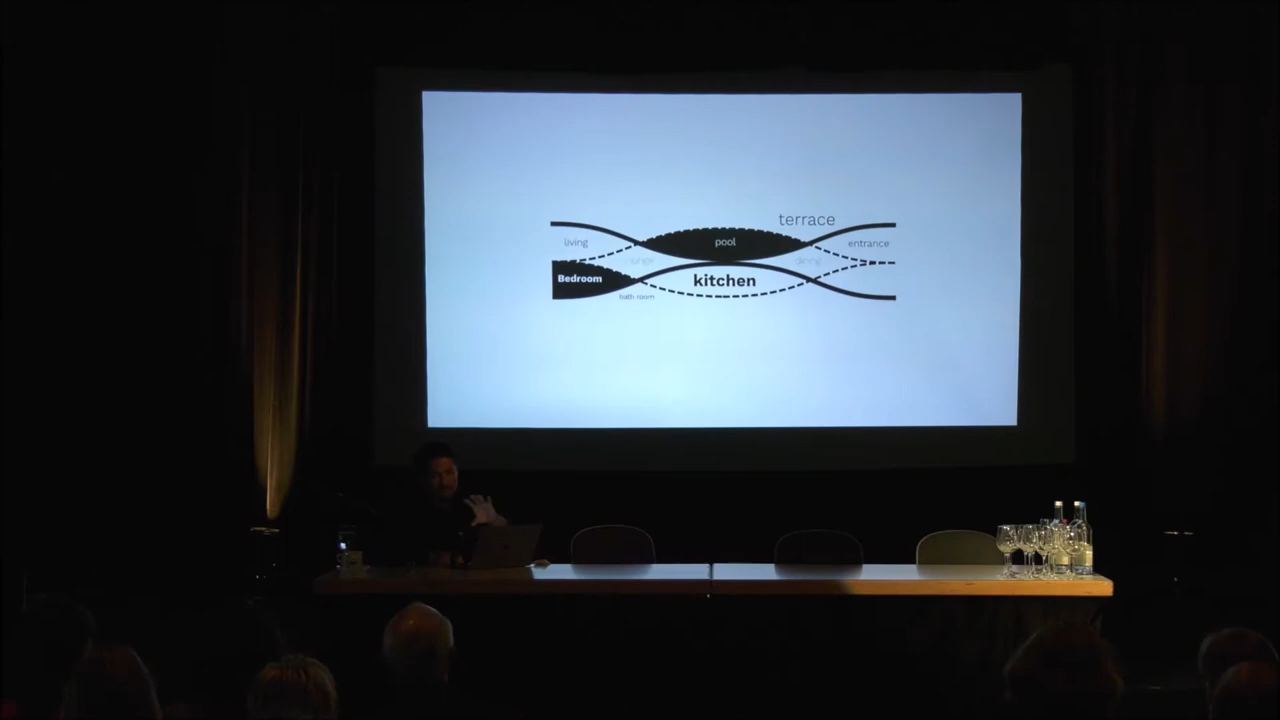 terrace
living
pool
entrance
lounge
dining
Bedroom
kitchen
bath room